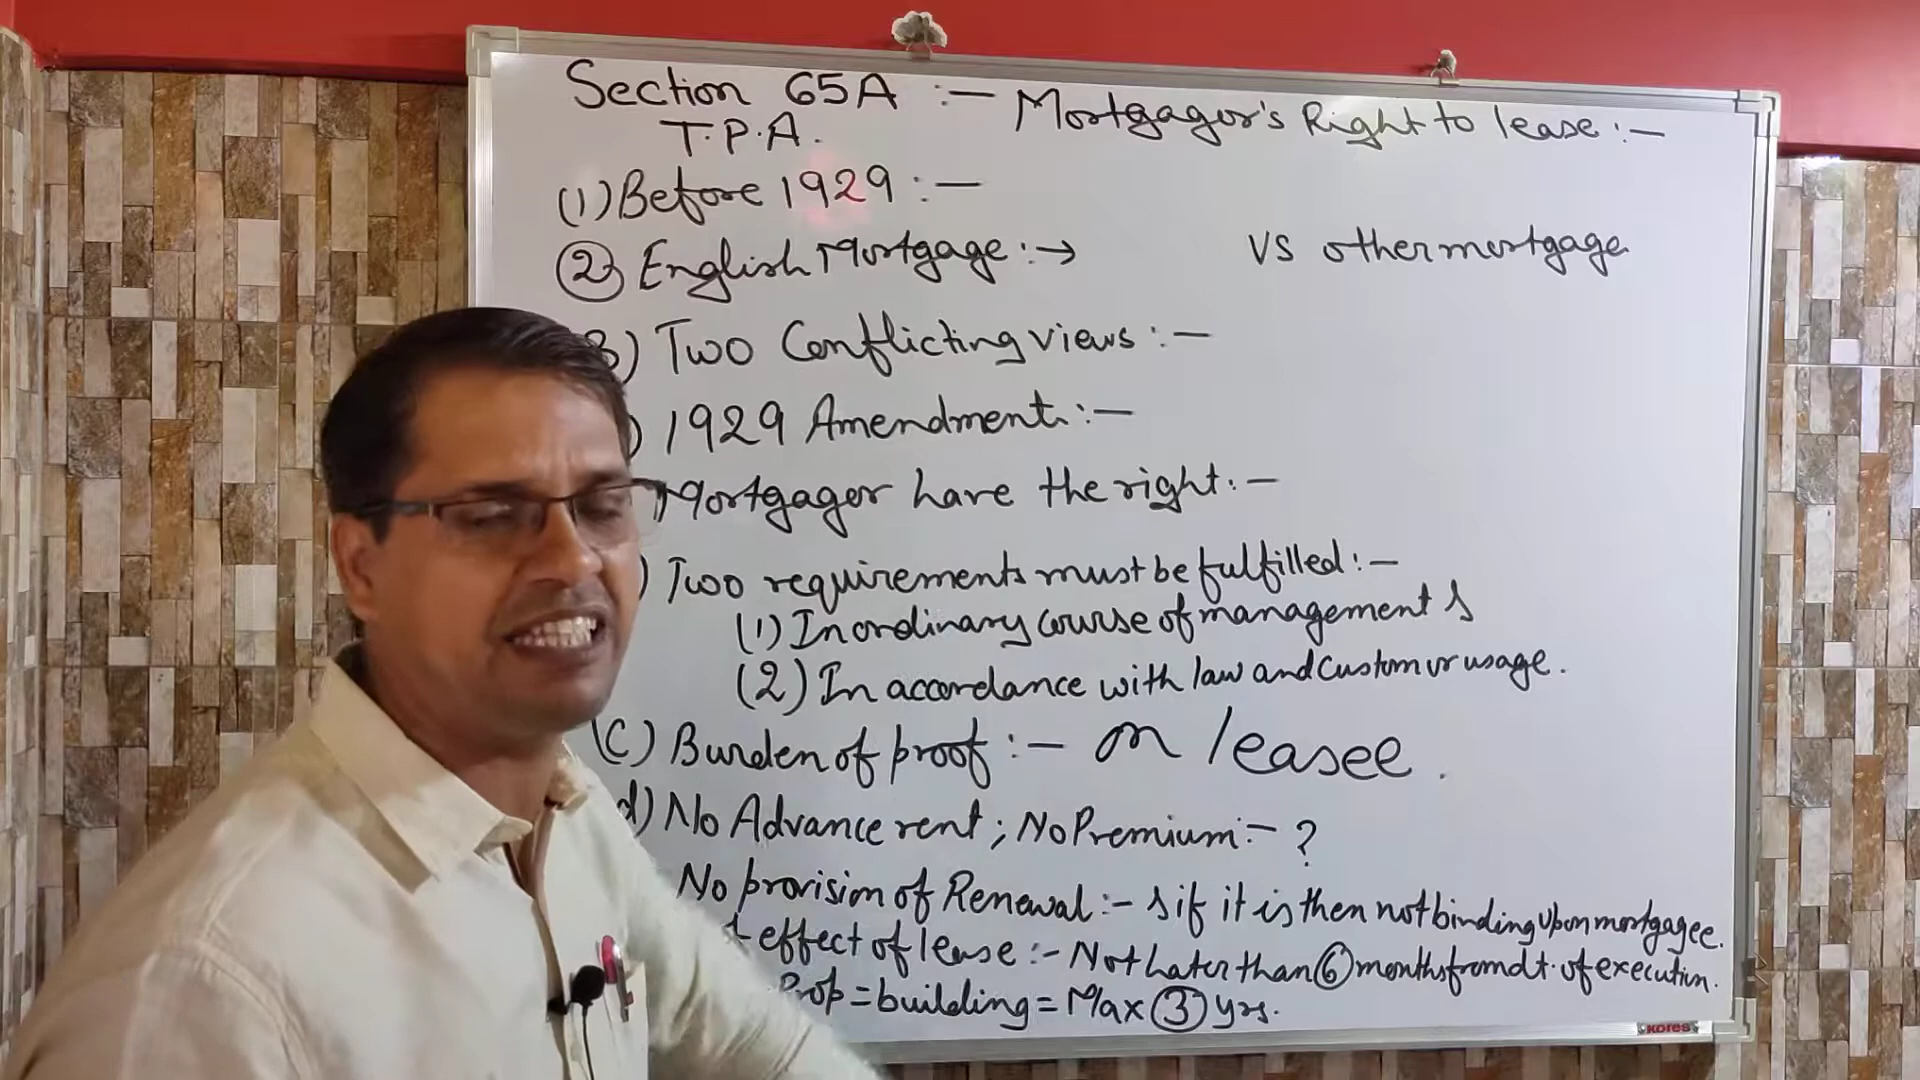 Section 65A :- Mortgagor's Right to lease :-
T.P.A.
(1) Before 1929 :-
(2) English Mortgage :→ VS other mortgage
3) Two Conflicting views :-
) 1929 Amendment :-
Mortgagor have the right :-
) Two requirements must be fulfilled :-
(1) In ordinary course of management &
(2) In accordance with law and custom or usage.
(C) Burden of proof :- on leasee.
d) No Advance rent ; No Premium :- ?
No provision of Renewal :- & if it is then not binding upon mortgagee.
effect of lease :- Not later than (6) months from dt. of execution.
Prop = building = Max (3) yrs.
KORES